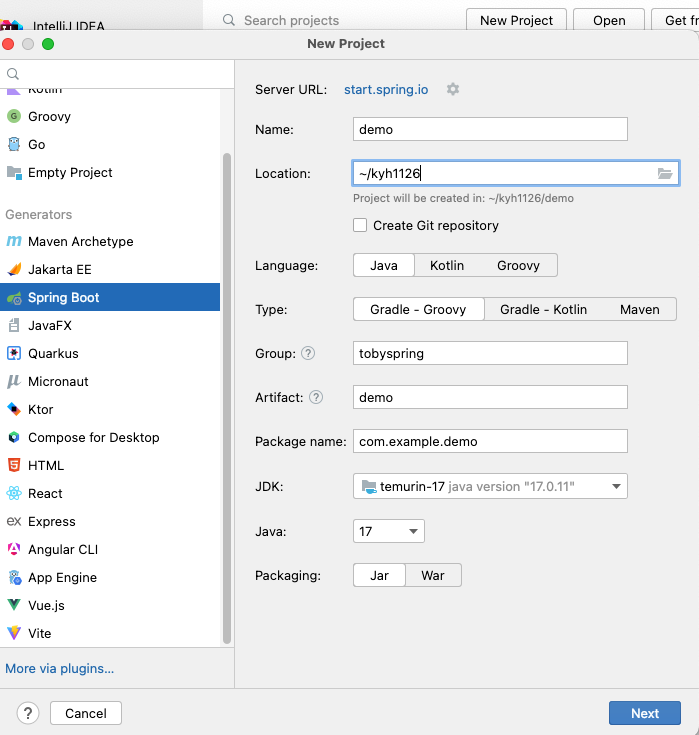 IntelliJ IDEA
Search projects
New Project
Open
Get fr
New Project
Kotlin
Groovy
Go
Empty Project
Generators
Maven Archetype
Jakarta EE
Spring Boot
JavaFX
Quarkus
Micronaut
Ktor
Compose for Desktop
HTML
React
ex Express
Angular CLI
App Engine
Vue.js
Vite
More via plugins...
Server URL: start.spring.io
Name: demo
Location: ~/kyh1126
Project will be created in: ~/kyh1126/demo
Create Git repository
Language: Java Kotlin Groovy
Type: Gradle - Groovy Gradle - Kotlin Maven
Group: ? tobyspring
Artifact: ? demo
Package name: com.example.demo
JDK: temurin-17 java version "17.0.11"
Java: 17
Packaging: Jar War
? Cancel Next